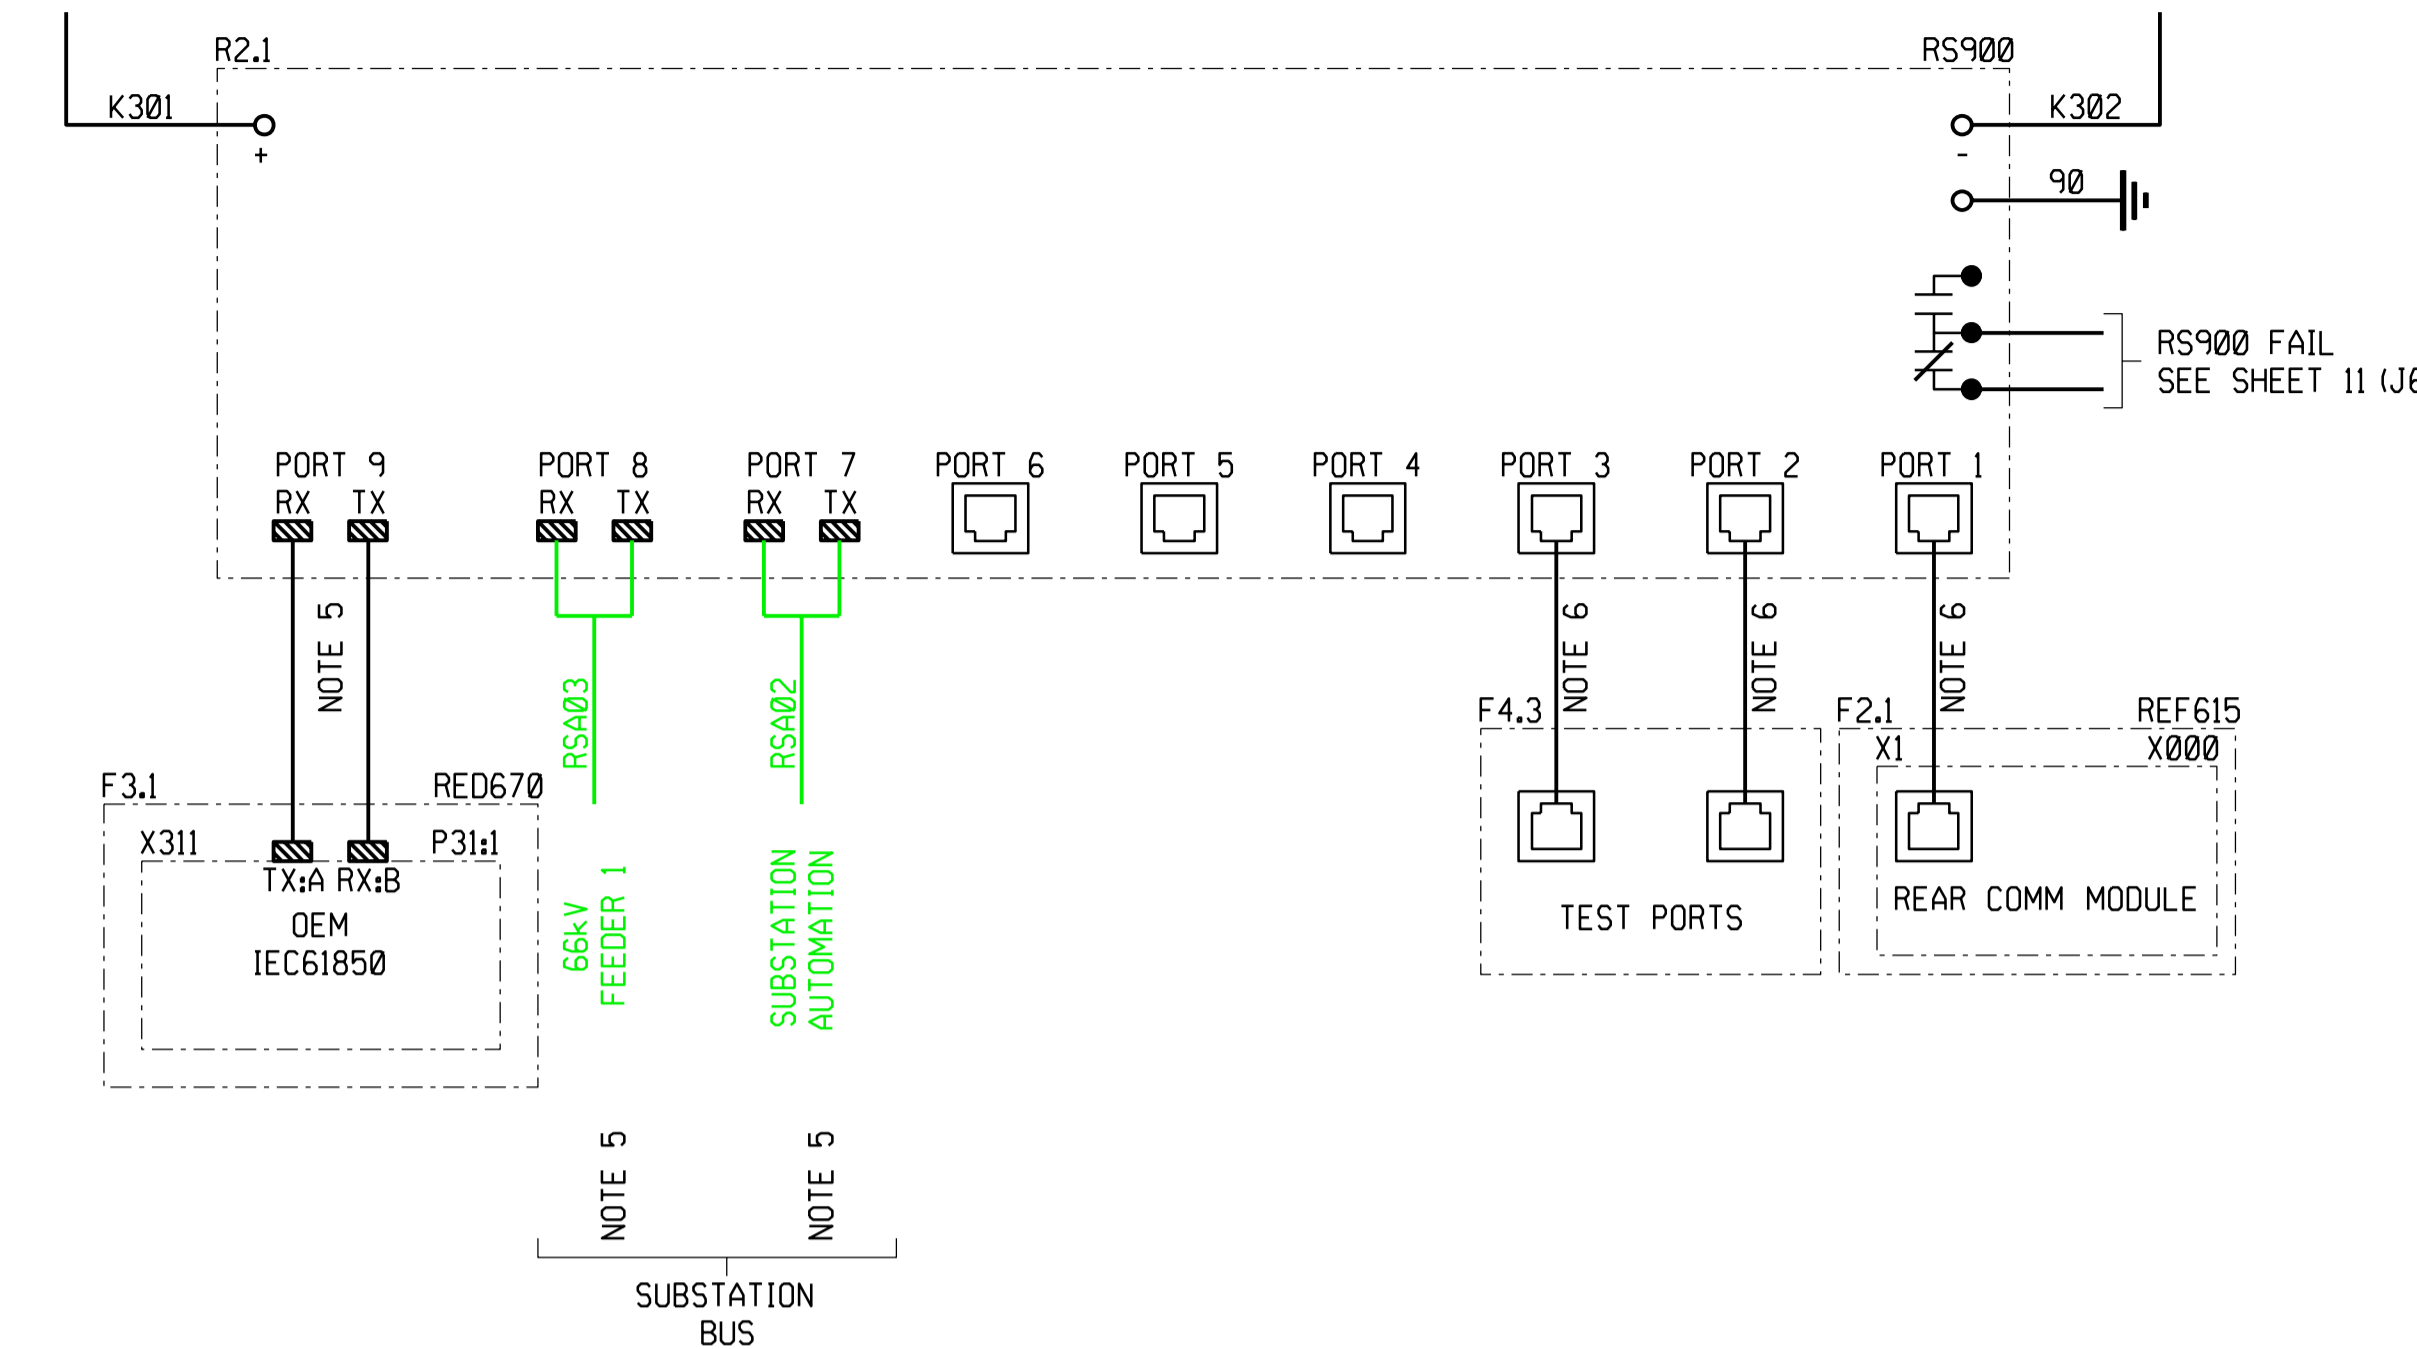 R2.1
RS900
K301
K302
+
-
90
RS900 FAIL
SEE SHEET 11 (J6
PORT 9
PORT 8
PORT 7
PORT 6
PORT 5
PORT 4
PORT 3
PORT 2
PORT 1
RX TX
RX TX
RX TX
NOTE 5
NOTE 6
NOTE 6
NOTE 6
RSA03
RSA02
F4.3
F2.1
REF615
X1
X000
F3.1
RED670
X311
P31:1
TX:A RX:B
OEM
IEC61850
66kV
FEEDER 1
SUBSTATION
AUTOMATION
TEST PORTS
REAR COMM MODULE
NOTE 5
NOTE 5
SUBSTATION
BUS